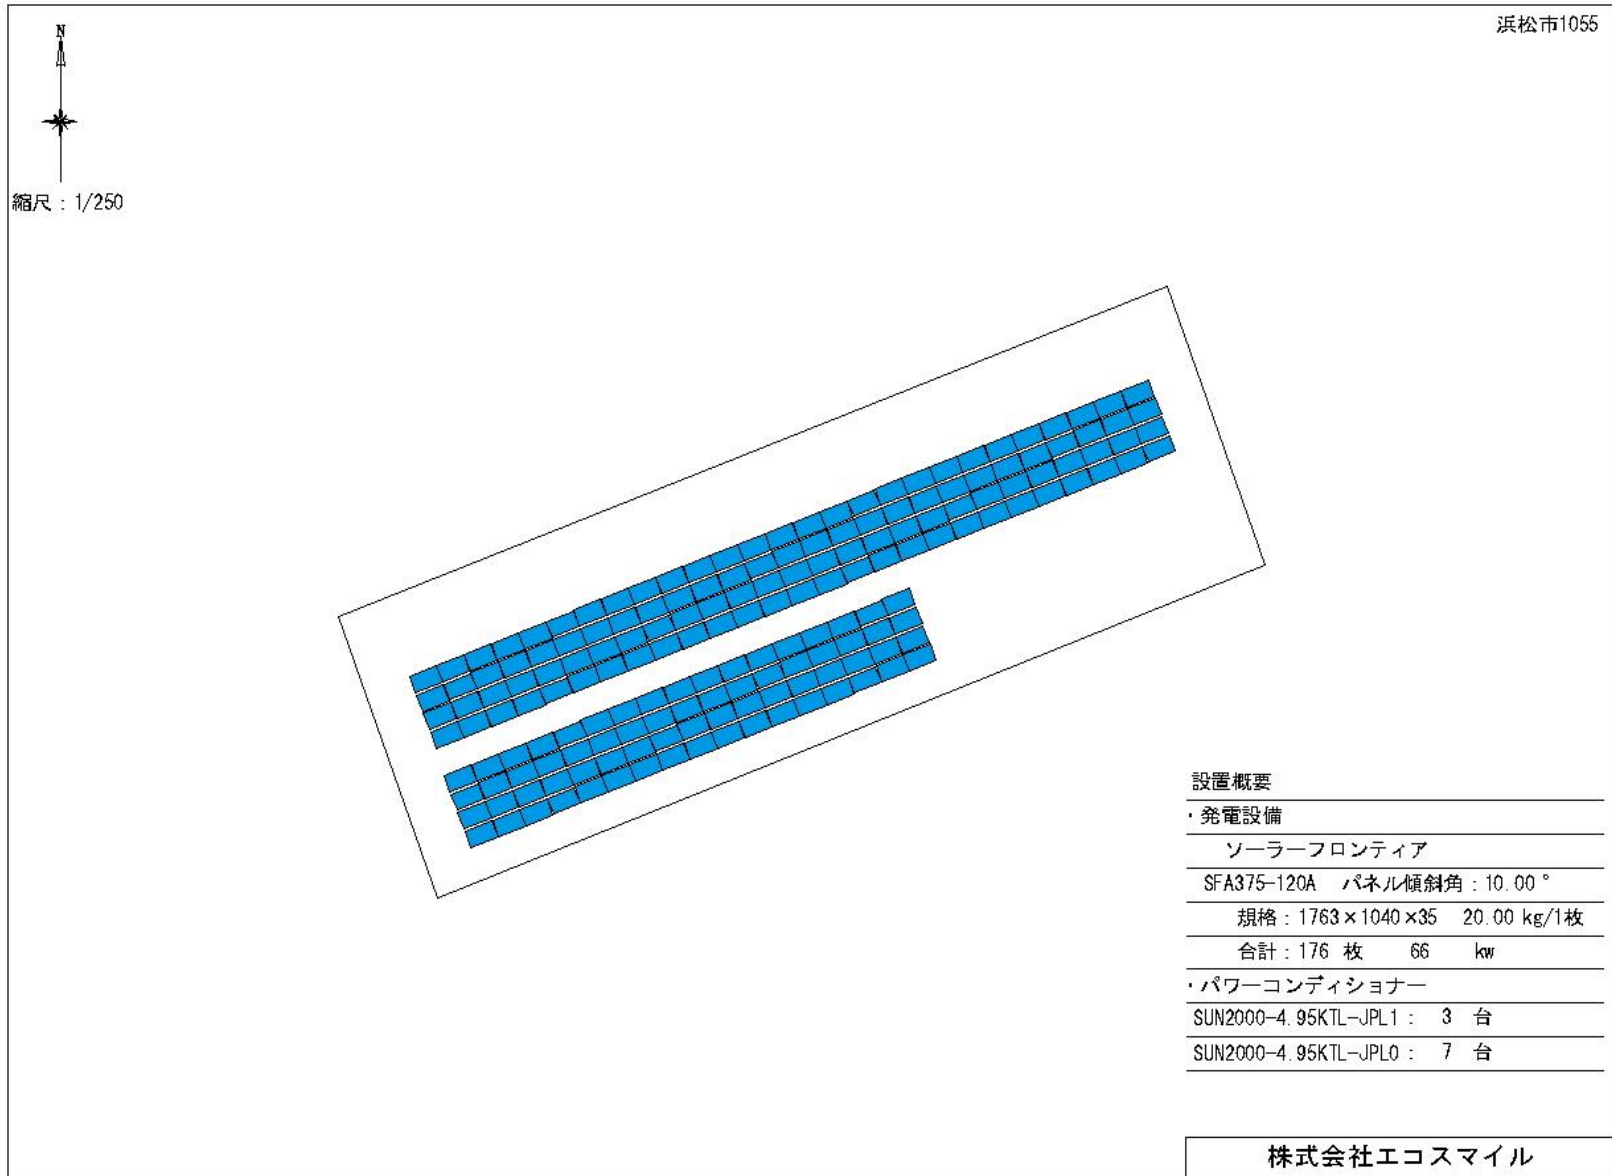 浜松市1055
N
縮尺：1/250
設置概要
・発電設備
ソーラーフロンティア
SFA375-120A パネル傾斜角：10.00°
規格：1763×1040×35 20.00 kg/1枚
合計：176 枚 66 kw
・パワーコンディショナー
SUN2000-4.95KTL-JPL1： 3 台
SUN2000-4.95KTL-JPL0： 7 台
株式会社エコスマイル